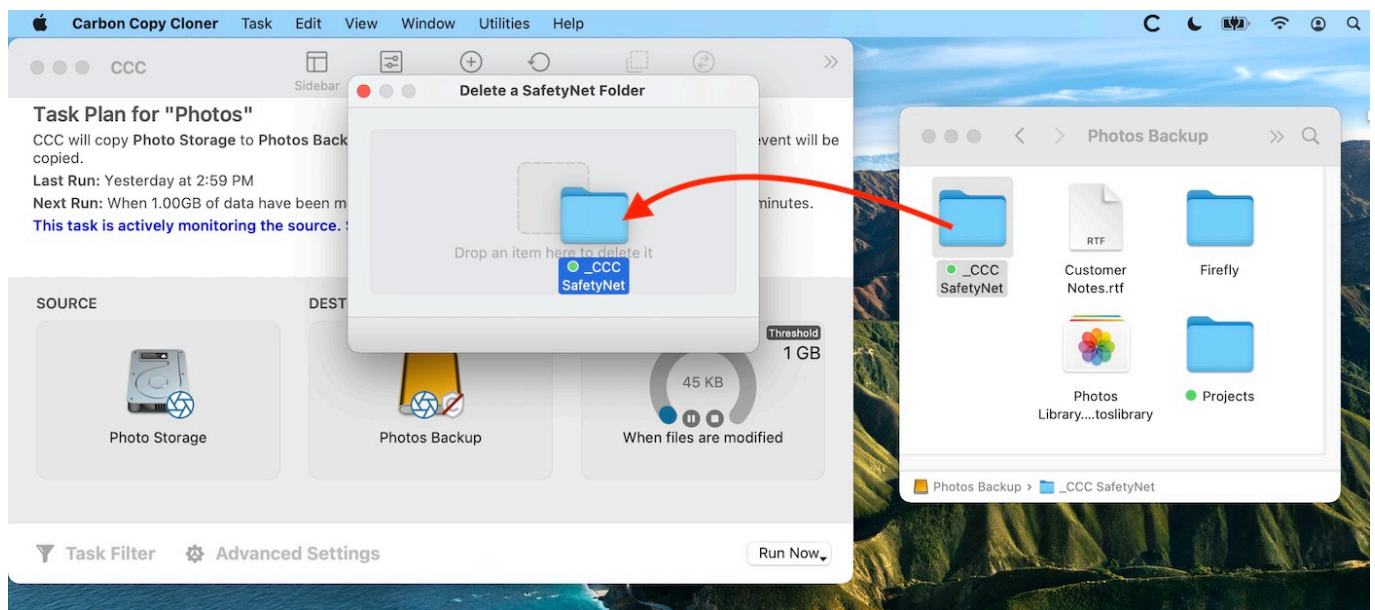 Carbon Copy Cloner Task Edit View Window Utilities Help
CCC
Sidebar
Delete a SafetyNet Folder
Task Plan for "Photos"
CCC will copy Photo Storage to Photos Back
event will be
copied.
Last Run: Yesterday at 2:59 PM
Next Run: When 1.00GB of data have been m
minutes.
This task is actively monitoring the source.
Drop an item here to delete it
_CCC
SafetyNet
SOURCE
DEST
Threshold
1 GB
45 KB
Photo Storage
Photos Backup
When files are modified
Task Filter
Advanced Settings
Run Now
Photos Backup
_CCC
SafetyNet
RTF
Customer
Notes.rtf
Firefly
Photos
Library....toslibrary
Projects
Photos Backup › _CCC SafetyNet